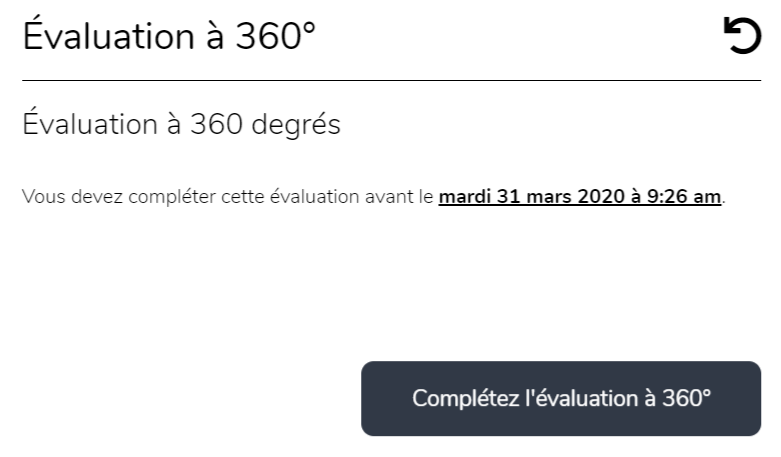 Évaluation à 360°
Évaluation à 360 degrés
Vous devez compléter cette évaluation avant le mardi 31 mars 2020 à 9:26 am.
Complétez l'évaluation à 360°